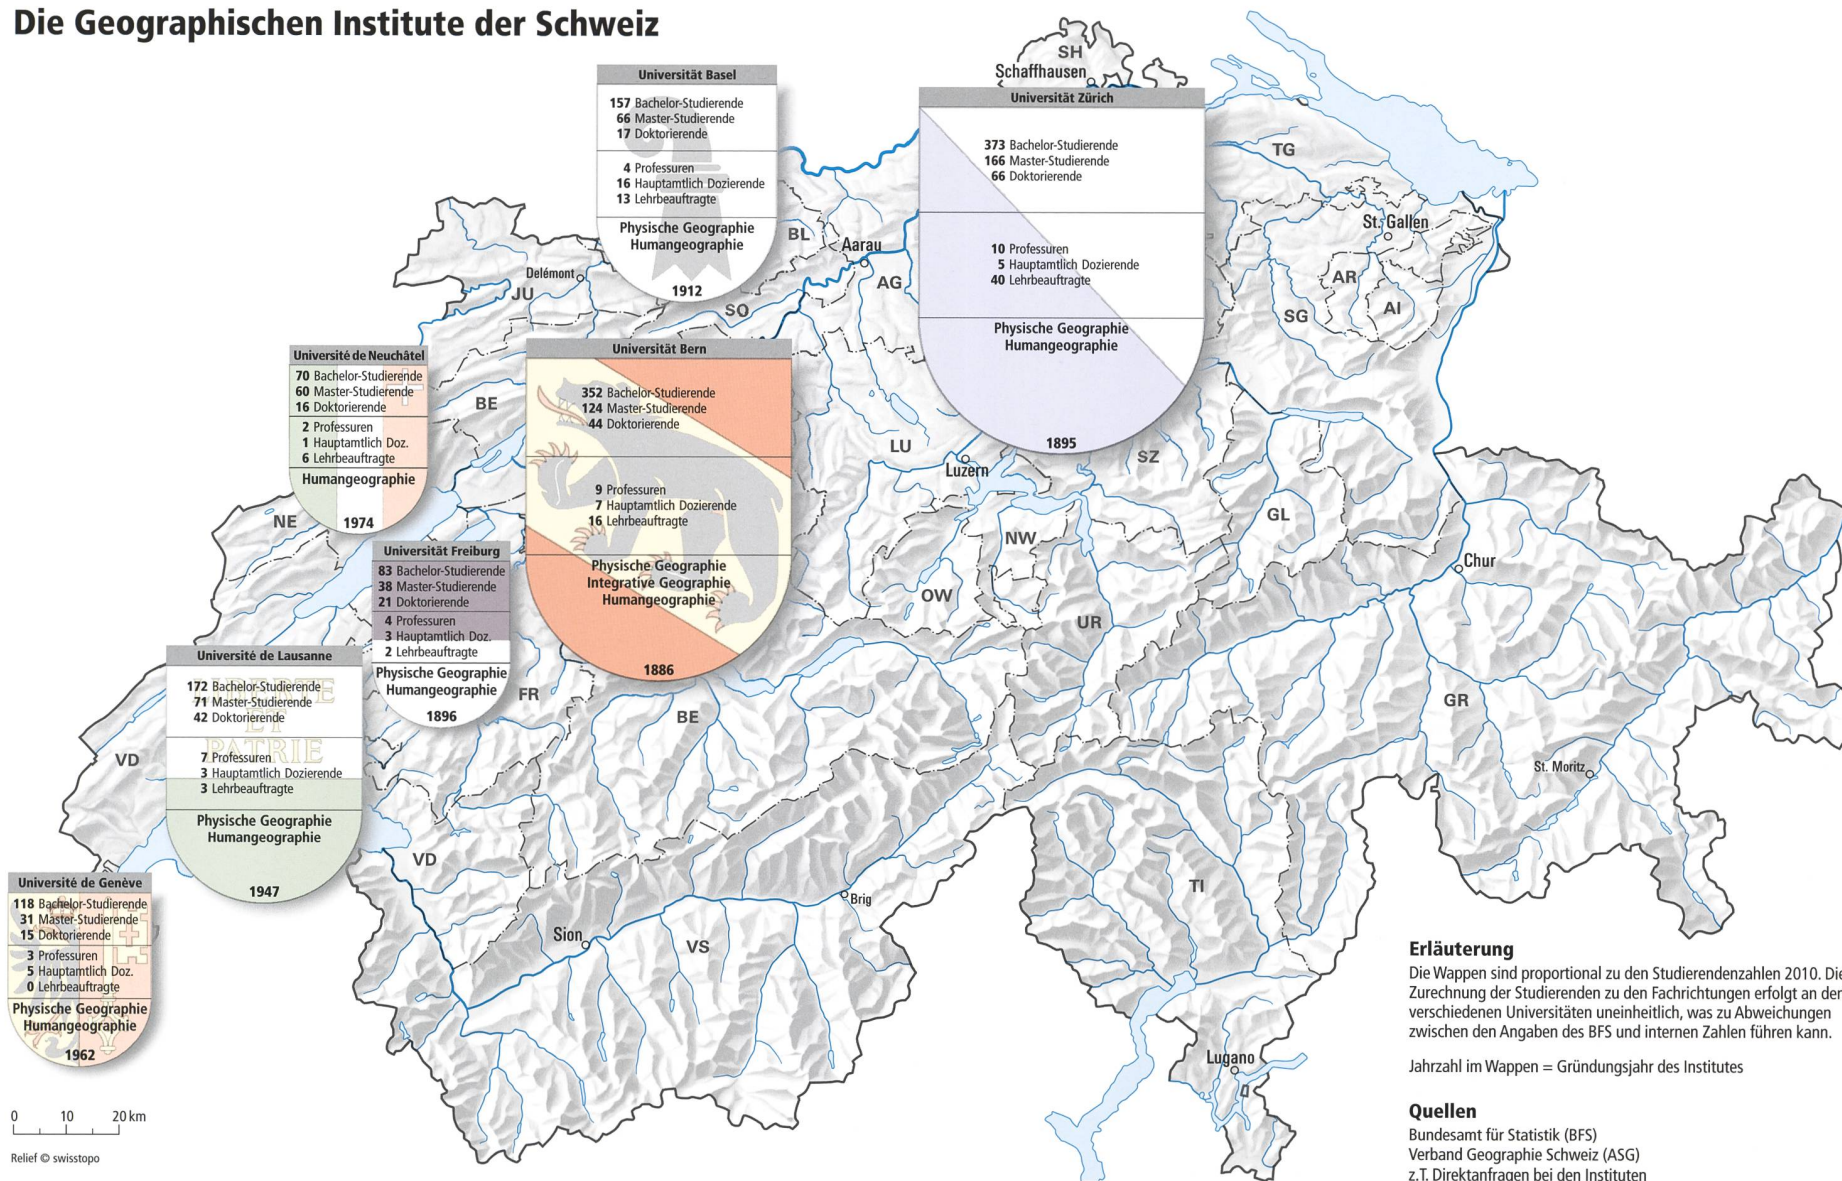 Die Geographischen Institute der Schweiz
SH
Schaffhausen
Universität Basel
157 Bachelor-Studierende
66 Master-Studierende
17 Doktorierende
4 Professuren
16 Hauptamtlich Dozierende
13 Lehrbeauftragte
Physische Geographie
Humangeographie
1912
Universität Zürich
373 Bachelor-Studierende
166 Master-Studierende
66 Doktorierende
10 Professuren
5 Hauptamtlich Dozierende
40 Lehrbeauftragte
Physische Geographie
Humangeographie
1895
TG
St. Gallen
AR
AI
SG
BL
Aarau
AG
SO
Delémont
JU
Université de Neuchâtel
70 Bachelor-Studierende
60 Master-Studierende
16 Doktorierende
2 Professuren
1 Hauptamtlich Doz.
6 Lehrbeauftragte
Humangeographie
1974
BE
NE
Universität Bern
352 Bachelor-Studierende
124 Master-Studierende
44 Doktorierende
9 Professuren
7 Hauptamtlich Dozierende
16 Lehrbeauftragte
Physische Geographie
Integrative Geographie
Humangeographie
1886
LU
Luzern
SZ
GL
NW
OW
UR
Chur
Universität Freiburg
83 Bachelor-Studierende
38 Master-Studierende
21 Doktorierende
4 Professuren
3 Hauptamtlich Doz.
2 Lehrbeauftragte
Physische Geographie
Humangeographie
1896
FR
BE
GR
St. Moritz
Université de Lausanne
LIBERTE
ET
PATRIE
172 Bachelor-Studierende
71 Master-Studierende
42 Doktorierende
7 Professuren
3 Hauptamtlich Dozierende
3 Lehrbeauftragte
Physische Geographie
Humangeographie
1947
VD
VD
Université de Genève
118 Bachelor-Studierende
31 Master-Studierende
15 Doktorierende
3 Professuren
5 Hauptamtlich Doz.
0 Lehrbeauftragte
Physische Geographie
Humangeographie
1962
Brig
Sion
VS
TI
Lugano
0 10 20 km
Relief © swisstopo
Erläuterung
Die Wappen sind proportional zu den Studierendenzahlen 2010. Die
Zurechnung der Studierenden zu den Fachrichtungen erfolgt an den
verschiedenen Universitäten uneinheitlich, was zu Abweichungen
zwischen den Angaben des BFS und internen Zahlen führen kann.
Jahrzahl im Wappen = Gründungsjahr des Institutes
Quellen
Bundesamt für Statistik (BFS)
Verband Geographie Schweiz (ASG)
z.T. Direktanfragen bei den Instituten